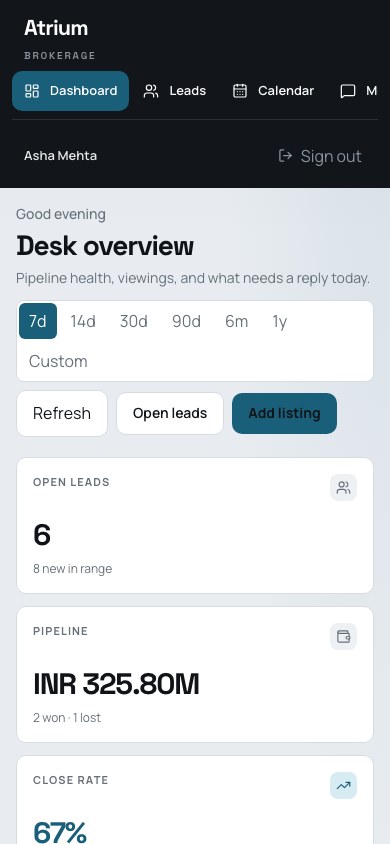 Atrium
BROKERAGE
Dashboard Leads Calendar M
Asha Mehta Sign out
Good evening
Desk overview
Pipeline health, viewings, and what needs a reply today.
7d 14d 30d 90d 6m 1y
Custom
Refresh Open leads Add listing
OPEN LEADS
6
8 new in range
PIPELINE
INR 325.80M
2 won · 1 lost
CLOSE RATE
67%